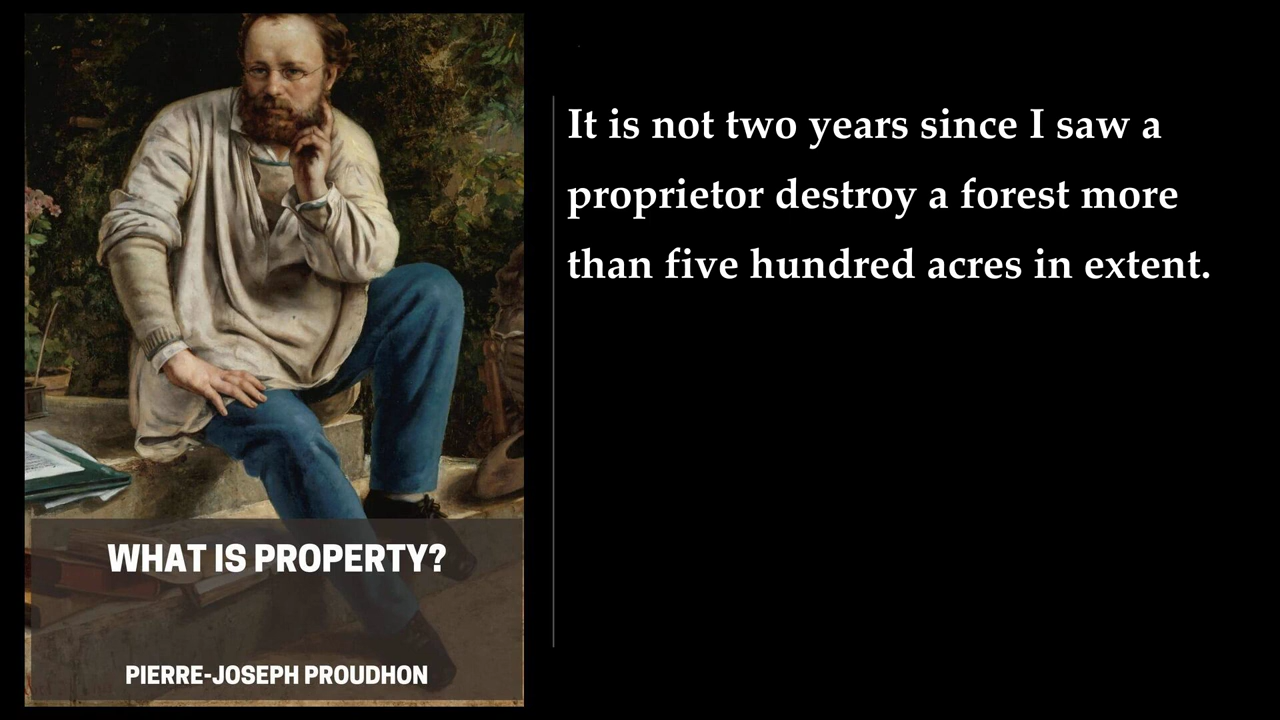 It is not two years since I saw a
proprietor destroy a forest more
than five hundred acres in extent.
WHAT IS PROPERTY?
PIERRE-JOSEPH PROUDHON